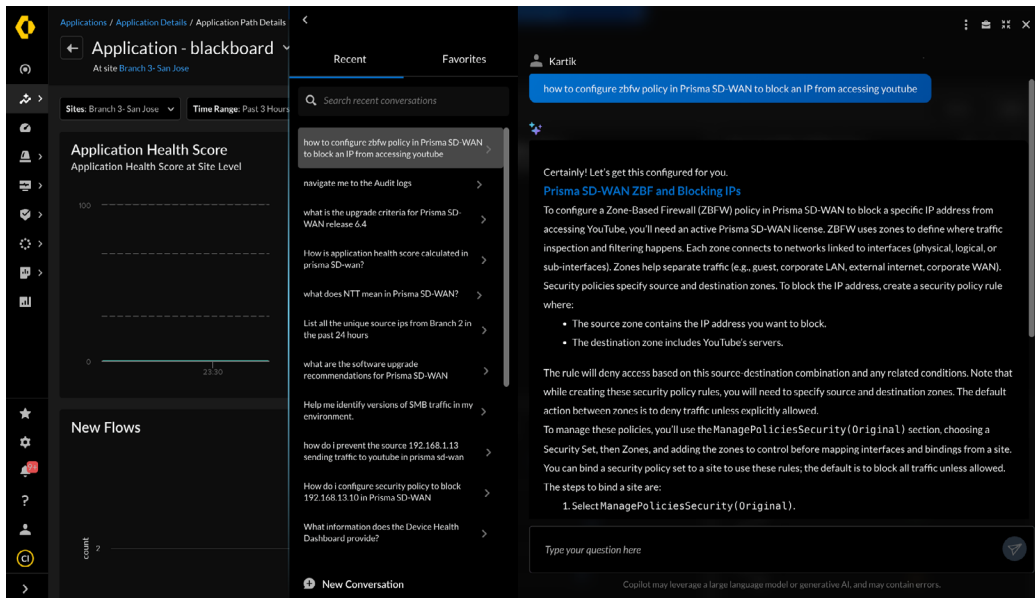 Applications / Application Details / Application Path Details
Application - blackboard
At site Branch 3- San Jose
Sites: Branch 3- San Jose
Time Range: Past 3 Hours
Application Health Score
Application Health Score at Site Level
100
0
23:30
New Flows
count
2
9+
CI
Recent
Favorites
Search recent conversations
how to configure zbfw policy in Prisma SD-WAN
to block an IP from accessing youtube
navigate me to the Audit logs
what is the upgrade criteria for Prisma SD-
WAN release 6.4
How is application health score calculated in
prisma SD-wan?
what does NTT mean in Prisma SD-WAN?
List all the unique source ips from Branch 2 in
the past 24 hours
what are the software upgrade
recommendations for Prisma SD-WAN
Help me identify versions of SMB traffic in my
environment.
how do i prevent the source 192.168.1.13
sending traffic to youtube in prisma sd-wan
How do i configure security policy to block
192.168.13.10 in Prisma SD-WAN
What information does the Device Health
Dashboard provide?
New Conversation
Kartik
how to configure zbfw policy in Prisma SD-WAN to block an IP from accessing youtube
Certainly! Let's get this configured for you.
Prisma SD-WAN ZBF and Blocking IPs
To configure a Zone-Based Firewall (ZBFW) policy in Prisma SD-WAN to block a specific IP address from
accessing YouTube, you'll need an active Prisma SD-WAN license. ZBFW uses zones to define where traffic
inspection and filtering happens. Each zone connects to networks linked to interfaces (physical, logical, or
sub-interfaces). Zones help separate traffic (e.g., guest, corporate LAN, external internet, corporate WAN).
Security policies specify source and destination zones. To block the IP address, create a security policy rule
where:
• The source zone contains the IP address you want to block.
• The destination zone includes YouTube's servers.
The rule will deny access based on this source-destination combination and any related conditions. Note that
while creating these security policy rules, you will need to specify source and destination zones. The default
action between zones is to deny traffic unless explicitly allowed.
To manage these policies, you'll use the ManagePoliciesSecurity(Original) section, choosing a
Security Set, then Zones, and adding the zones to control before mapping interfaces and bindings from a site.
You can bind a security policy set to a site to use these rules; the default is to block all traffic unless allowed.
The steps to bind a site are:
1. Select ManagePoliciesSecurity(Original).
Type your question here
Copilot may leverage a large language model or generative AI, and may contain errors.